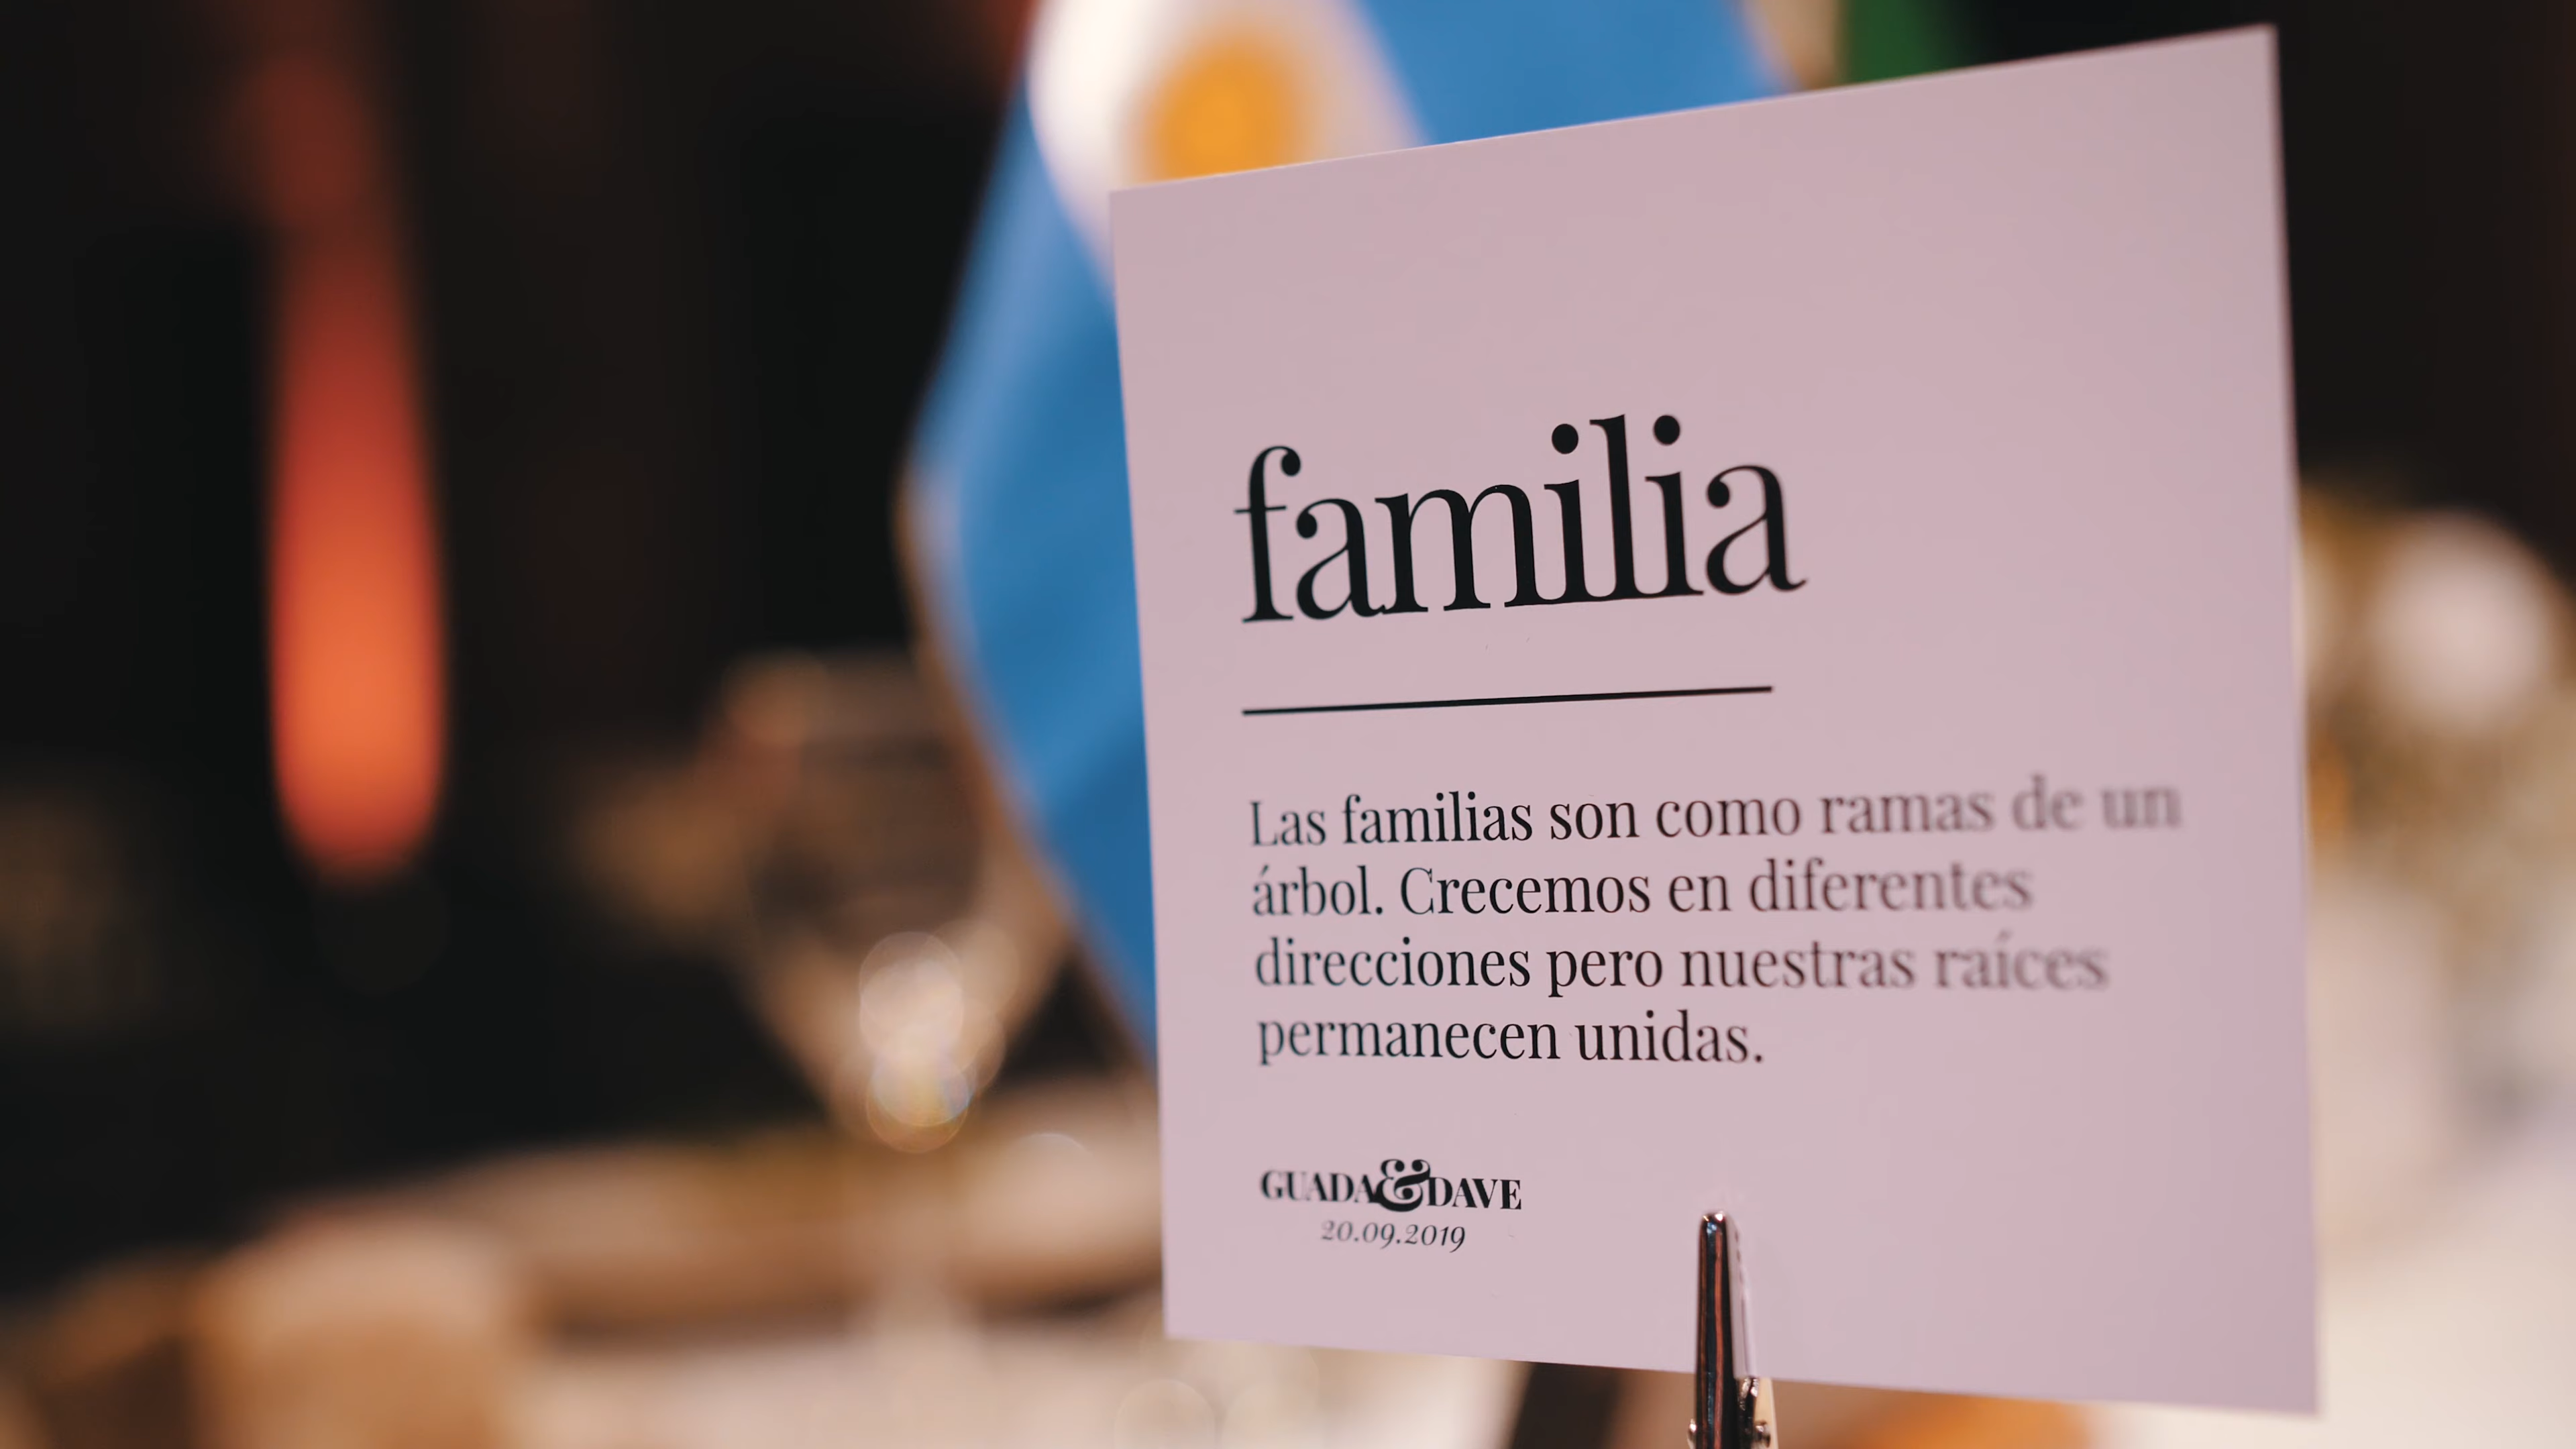 familia
Las familias son como ramas de un
árbol. Crecemos en diferentes
direcciones pero nuestras raíces
permanecen unidas.
GUADA&DAVE
20.09.2019